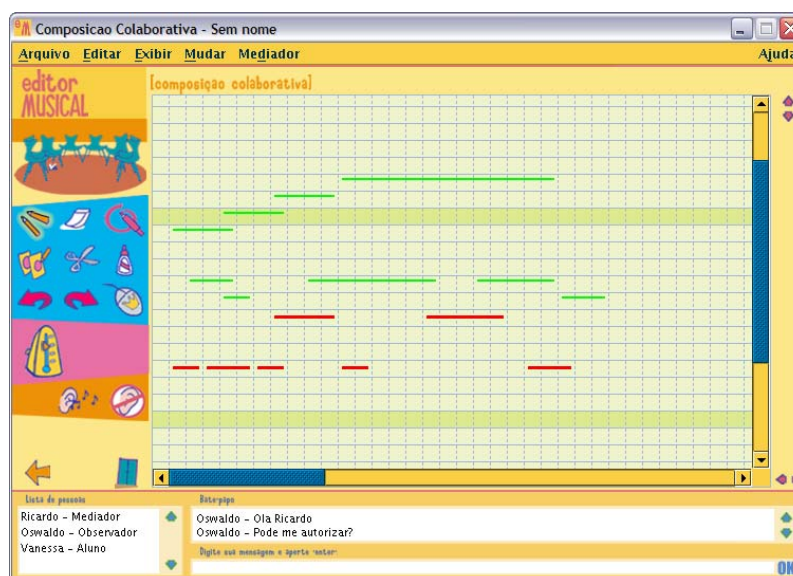 Composicao Colaborativa - Sem nome
Arquivo Editar Exibir Mudar Mediador Ajuda
editor
MUSICAL
[composição colaborativa]
Lista de pessoas
Ricardo - Mediador
Oswaldo - Observador
Vanessa - Aluno
Bate-papo
Oswaldo - Ola Ricardo
Oswaldo - Pode me autorizar?
Digite sua mensagem e aperte 'enter':
OK